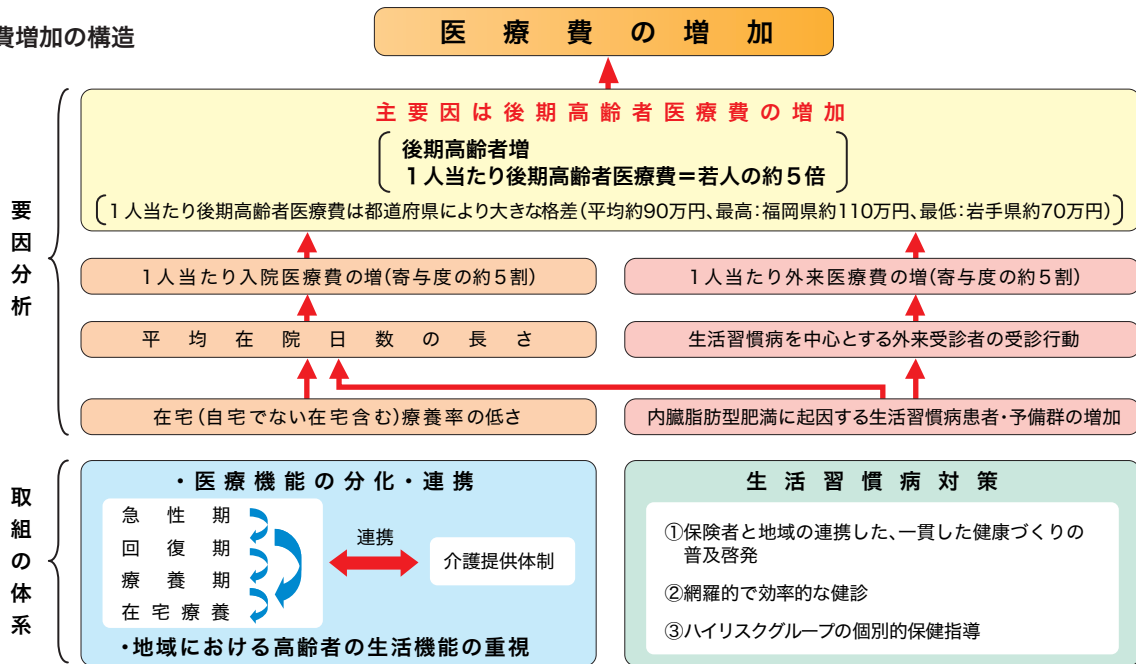 費増加の構造
医療費の増加
要因分析
主要因は後期高齢者医療費の増加
後期高齢者増
１人当たり後期高齢者医療費＝若人の約５倍
１人当たり後期高齢者医療費は都道府県により大きな格差（平均約90万円、最高：福岡県約110万円、最低：岩手県約70万円）
１人当たり入院医療費の増（寄与度の約５割）
１人当たり外来医療費の増（寄与度の約５割）
平均在院日数の長さ
生活習慣病を中心とする外来受診者の受診行動
在宅（自宅でない在宅含む）療養率の低さ
内臓脂肪型肥満に起因する生活習慣病患者・予備群の増加
取組の体系
・医療機能の分化・連携
急性期
回復期
療養期
在宅療養
連携
介護提供体制
・地域における高齢者の生活機能の重視
生活習慣病対策
①保険者と地域の連携した、一貫した健康づくりの
普及啓発
②網羅的で効率的な健診
③ハイリスクグループの個別的保健指導